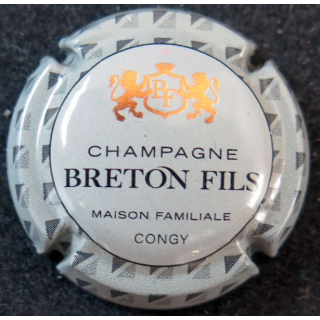 BF
CHAMPAGNE
BRETON FILS
MAISON FAMILIALE
CONGY